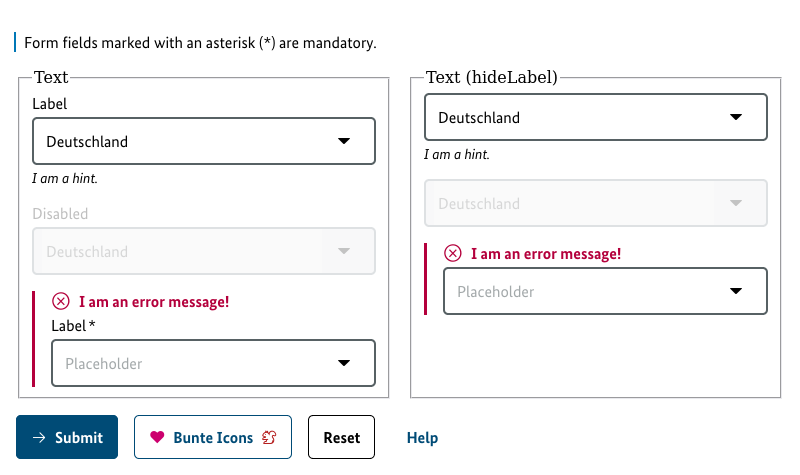 Form fields marked with an asterisk (*) are mandatory.
Text
Label
Deutschland
I am a hint.
Disabled
Deutschland
I am an error message!
Label *
Placeholder
Text (hideLabel)
Deutschland
I am a hint.
Deutschland
I am an error message!
Placeholder
Submit
Bunte Icons
Reset
Help